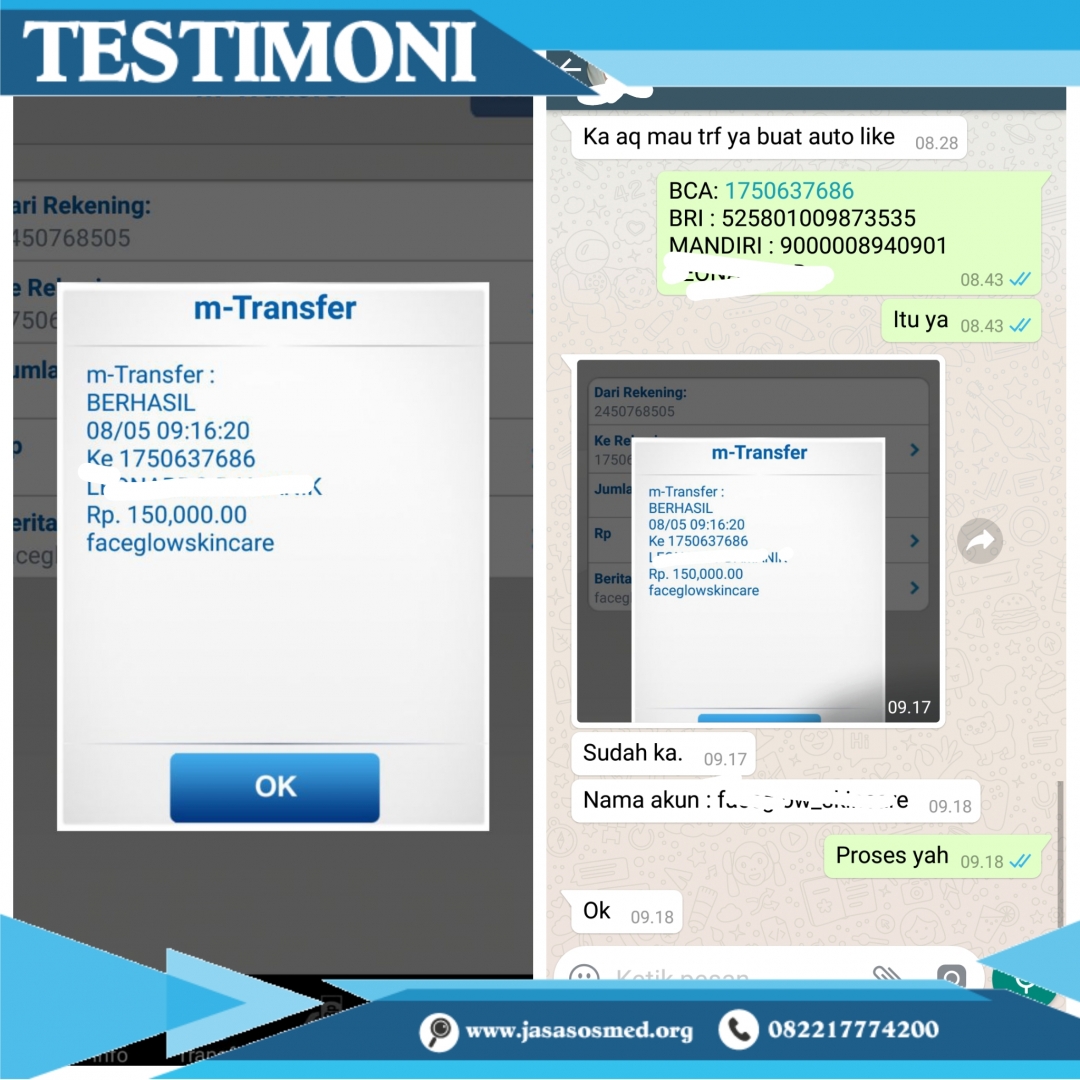 TESTIMONI
ari Rekening:
450768505
m-Transfer
m-Transfer :
BERHASIL
08/05 09:16:20
Ke 1750637686
Rp. 150,000.00
faceglowskincare
OK
Ka aq mau trf ya buat auto like 08.28
BCA: 1750637686
BRI : 525801009873535
MANDIRI : 9000008940901
08.43
Itu ya 08.43
Dari Rekening:
2450768505
m-Transfer
m-Transfer :
BERHASIL
08/05 09:16:20
Ke 1750637686
Rp. 150,000.00
faceglowskincare
Jumla
Rp
Berita
faceg
09.17
Sudah ka. 09.17
Nama akun : 09.18
Proses yah 09.18
Ok 09.18
www.jasasosmed.org 082217774200